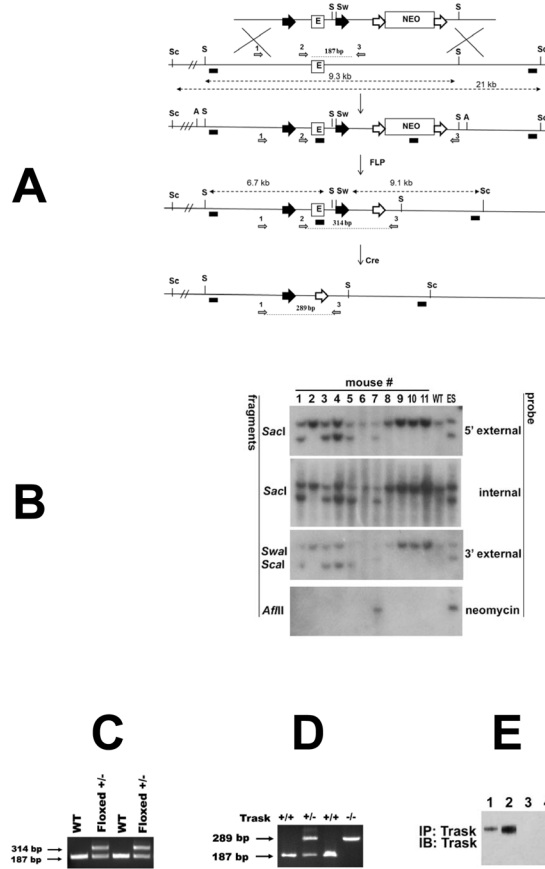 A
S Sw S
E NEO
1 2 3
187 bp
Sc S E S Sc
9.3 kb
21 kb
A S S Sw S A
E NEO
1 2 3
FLP
6.7 kb 9.1 kb
S S Sw S Sc
Sc E
1 2 3
314 bp
Cre
Sc S S Sc
1 3
289 bp
B
mouse #
1 2 3 4 5 6 7 8 9 10 11 WT ES
fragments
probe
SacI 5' external
SacI internal
SwaI 3' external
ScaI
AflII neomycin
C
WT Floxed +/- WT Floxed +/-
314 bp
187 bp
D
Trask +/+ +/- +/+ -/-
289 bp
187 bp
E
1 2 3
IP: Trask
IB: Trask